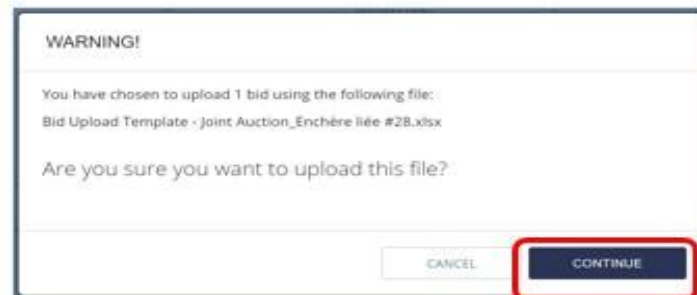 WARNING!
You have chosen to upload 1 bid using the following file:
Bid Upload Template - Joint Auction_Enchère liée #28.xlsx
Are you sure you want to upload this file?
CANCEL
CONTINUE